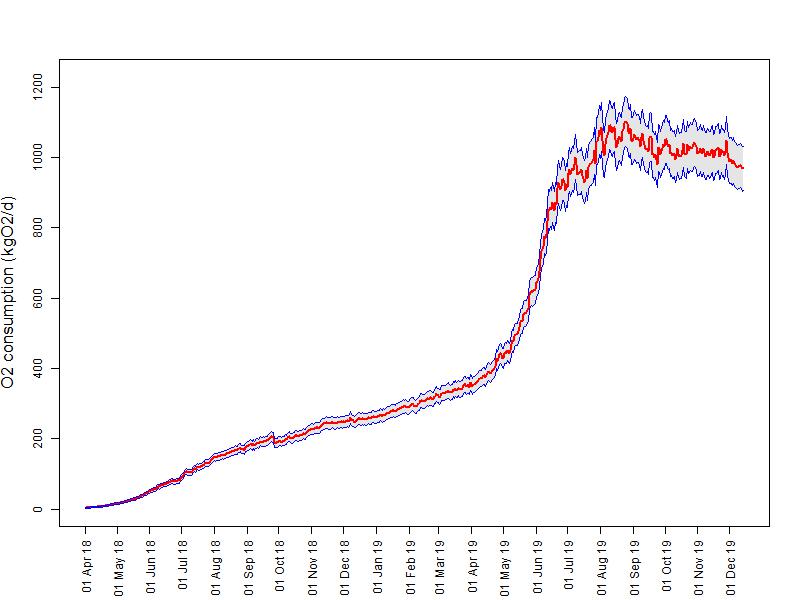 O2 consumption (kgO2/d)
1200
1000
800
600
400
200
0
01 Apr 18
01 May 18
01 Jun 18
01 Jul 18
01 Aug 18
01 Sep 18
01 Oct 18
01 Nov 18
01 Dec 18
01 Jan 19
01 Feb 19
01 Mar 19
01 Apr 19
01 May 19
01 Jun 19
01 Jul 19
01 Aug 19
01 Sep 19
01 Oct 19
01 Nov 19
01 Dec 19